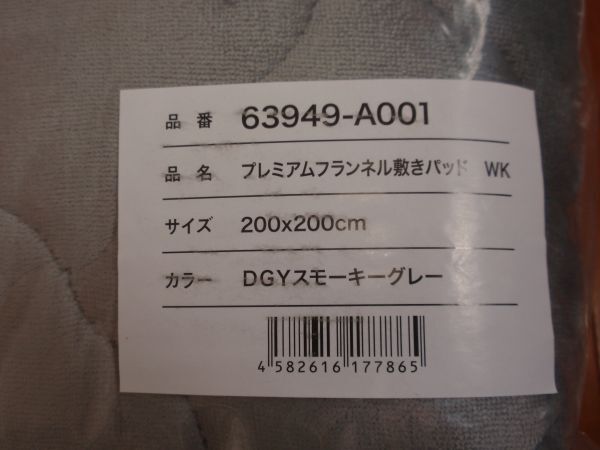 品 番 63949-A001
品 名 プレミアムフランネル敷きパッド WK
サイズ 200x200cm
カラー DGYスモーキーグレー
4 582616 177865